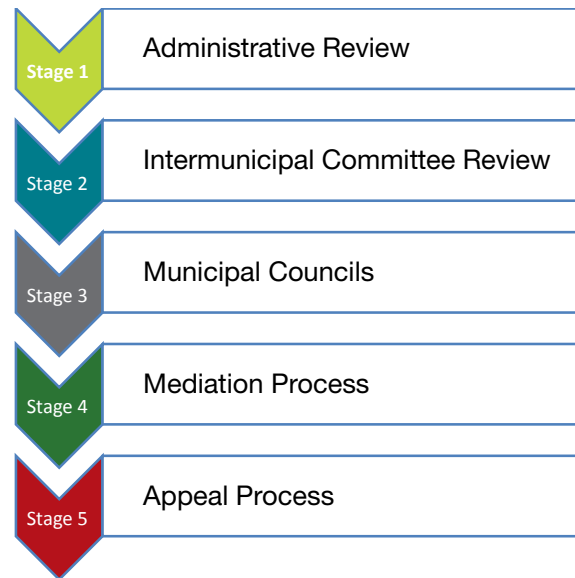 Stage 1
Administrative Review
Stage 2
Intermunicipal Committee Review
Stage 3
Municipal Councils
Stage 4
Mediation Process
Stage 5
Appeal Process